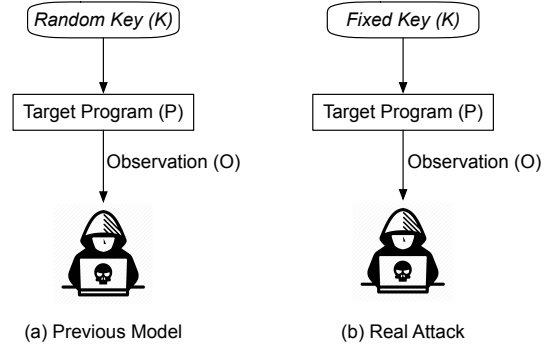 Random Key (K)
Target Program (P)
Observation (O)
(a) Previous Model
Fixed Key (K)
Target Program (P)
Observation (O)
(b) Real Attack